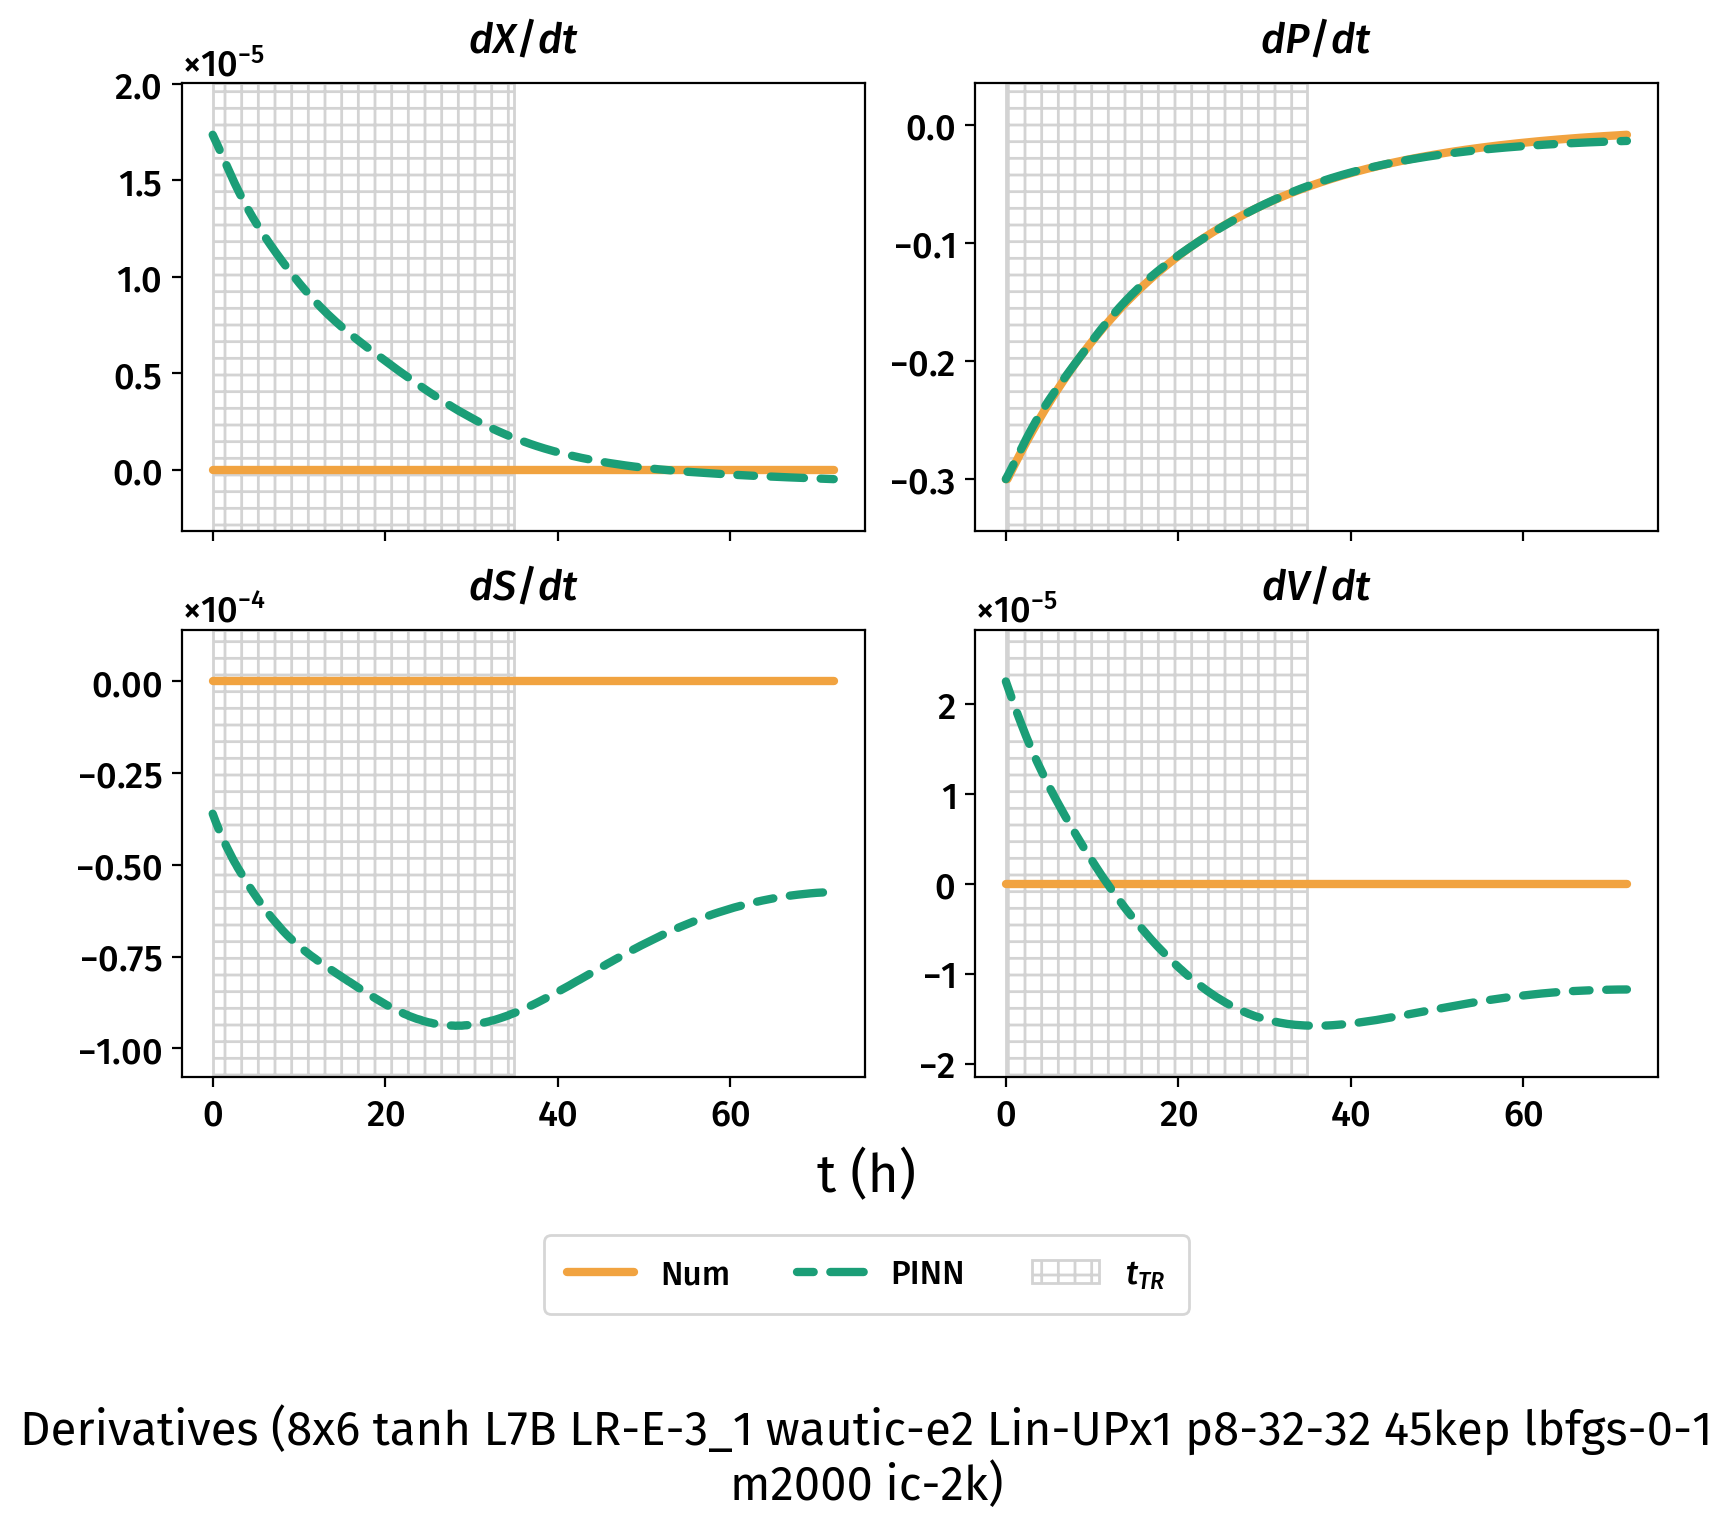 dX/dt
×10⁻⁵
2.0
1.5
1.0
0.5
0.0
dP/dt
0.0
−0.1
−0.2
−0.3
dS/dt
×10⁻⁴
0.00
−0.25
−0.50
−0.75
−1.00
0 20 40 60
dV/dt
×10⁻⁵
2
1
0
−1
−2
0 20 40 60
t (h)
Num PINN t_TR
Derivatives (8x6 tanh L7B LR-E-3_1 wautic-e2 Lin-UPx1 p8-32-32 45kep lbfgs-0-1
m2000 ic-2k)